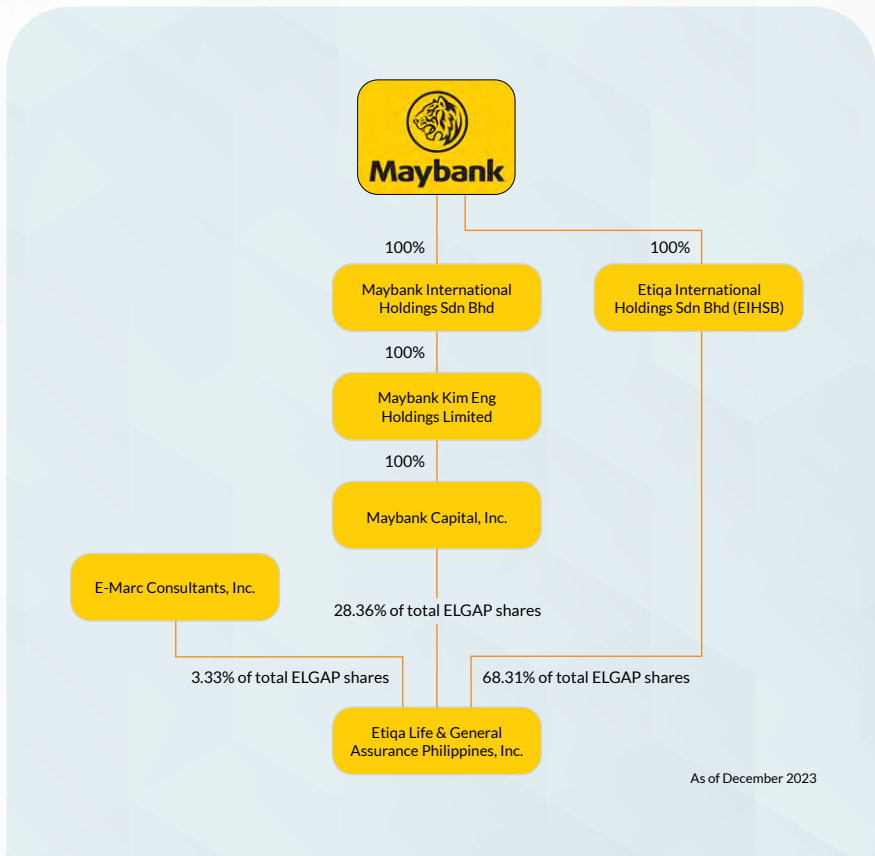 Maybank
100%
100%
Maybank International
Holdings Sdn Bhd
Etiqa International
Holdings Sdn Bhd (EIHSB)
100%
Maybank Kim Eng
Holdings Limited
100%
Maybank Capital, Inc.
E-Marc Consultants, Inc.
28.36% of total ELGAP shares
3.33% of total ELGAP shares
68.31% of total ELGAP shares
Etiqa Life & General
Assurance Philippines, Inc.
As of December 2023